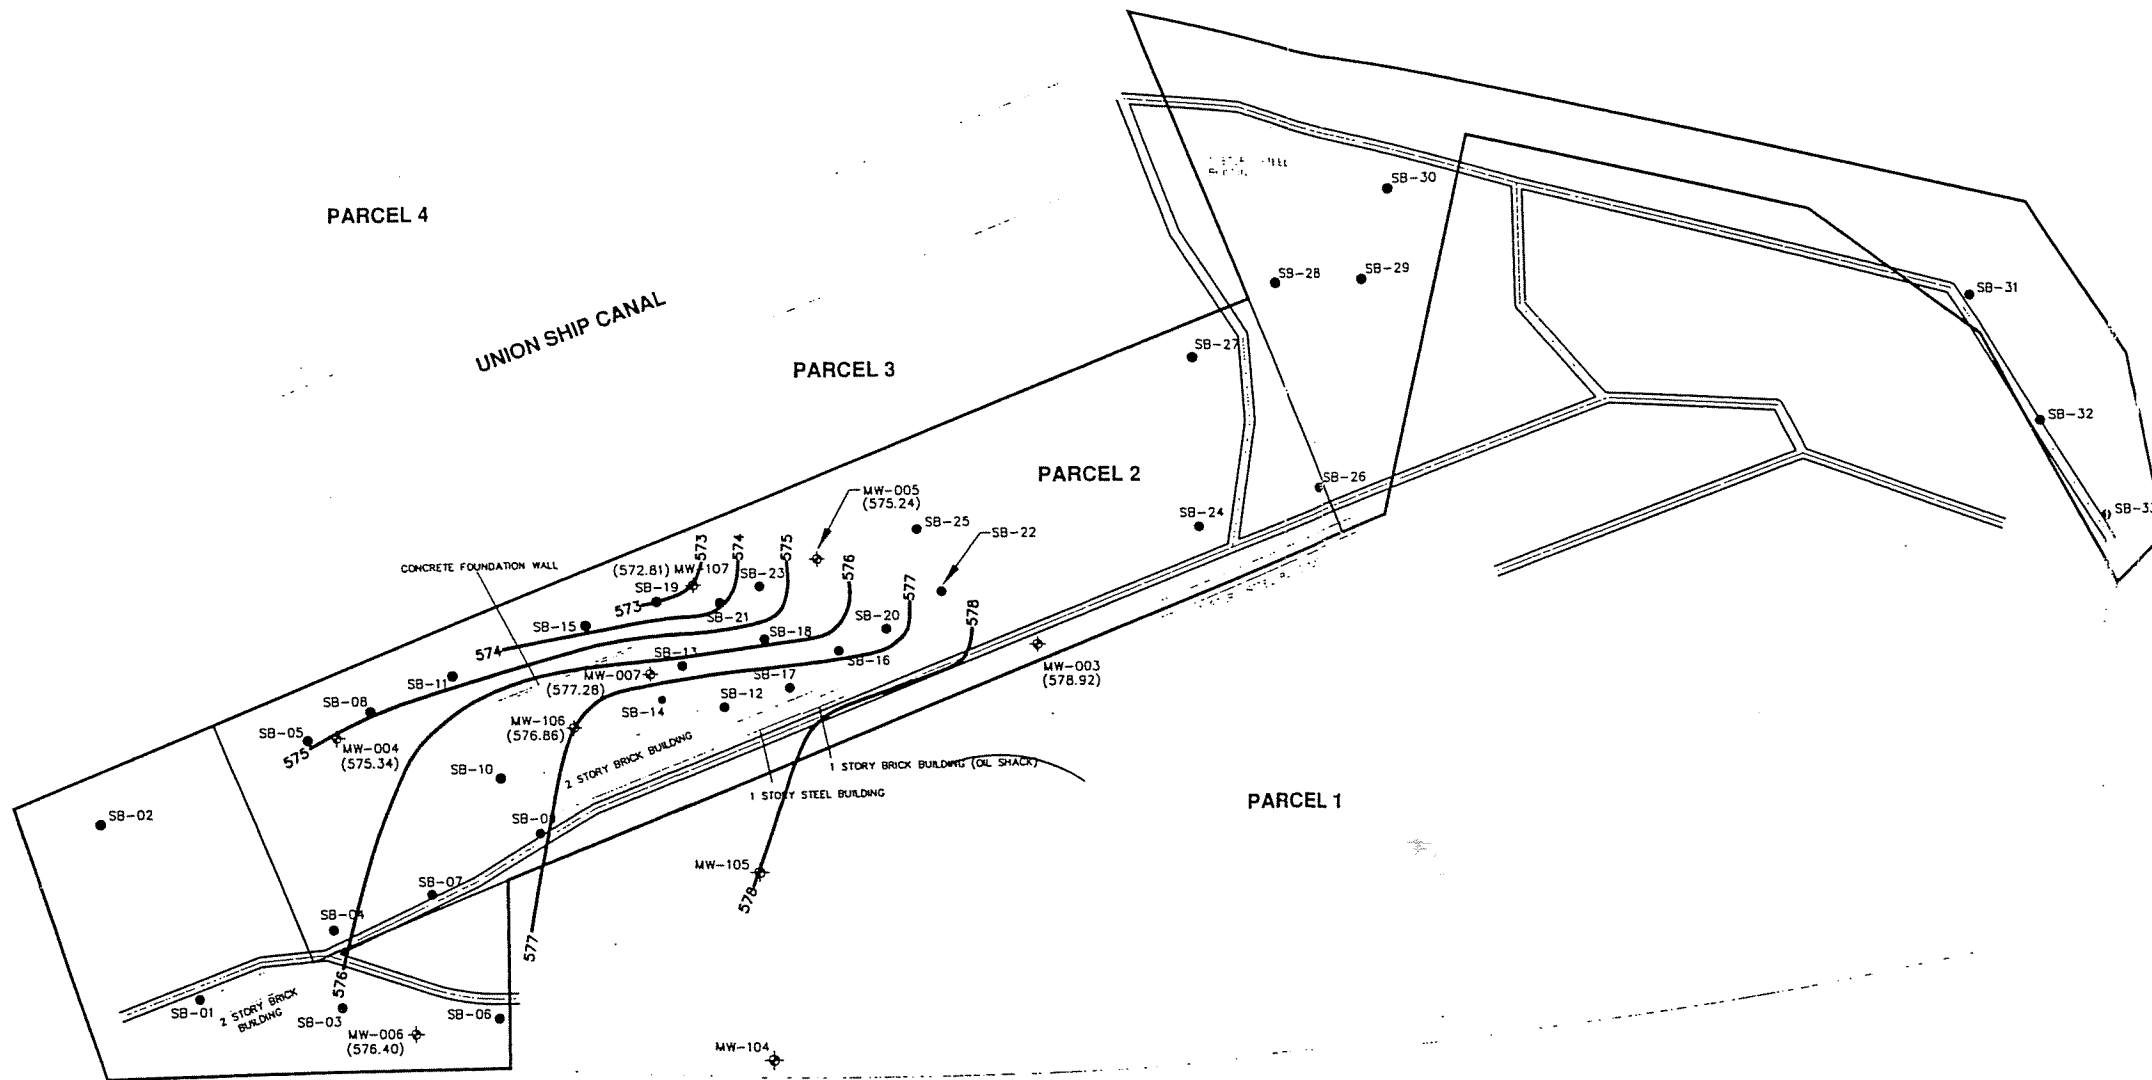 PARCEL 4
SB-30
SB-28
SB-29
SB-31
UNION SHIP CANAL
SB-27
PARCEL 3
SB-32
PARCEL 2
SB-26
MW-005
(575.24)
SB-24
SB-25
SB-22
573
574
575
CONCRETE FOUNDATION WALL
(572.81) MW-107
SB-23
576
577
SB-19
573
578
SB-21
SB-20
SB-15
SB-18
574
SB-13
SB-16
MW-007
(577.28)
SB-17
MW-003
(578.92)
SB-11
SB-12
SB-14
SB-08
MW-106
(576.86)
SB-05
575
MW-004
(575.34)
2 STORY BRICK BUILDING
1 STORY BRICK BUILDING (OIL SHACK)
SB-10
1 STORY STEEL BUILDING
PARCEL 1
SB-02
MW-105
578
SB-07
SB-04
577
576
SB-01
2 STORY BRICK
BUILDING
SB-03
SB-06
MW-006
(576.40)
MW-104